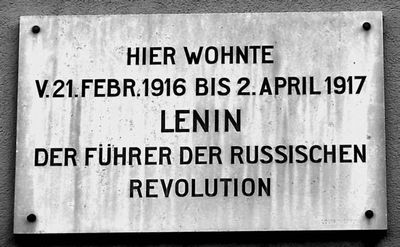 HIER WOHNTE
V. 21. FEBR. 1916 BIS 2. APRIL 1917
LENIN
DER FÜHRER DER RUSSISCHEN
REVOLUTION